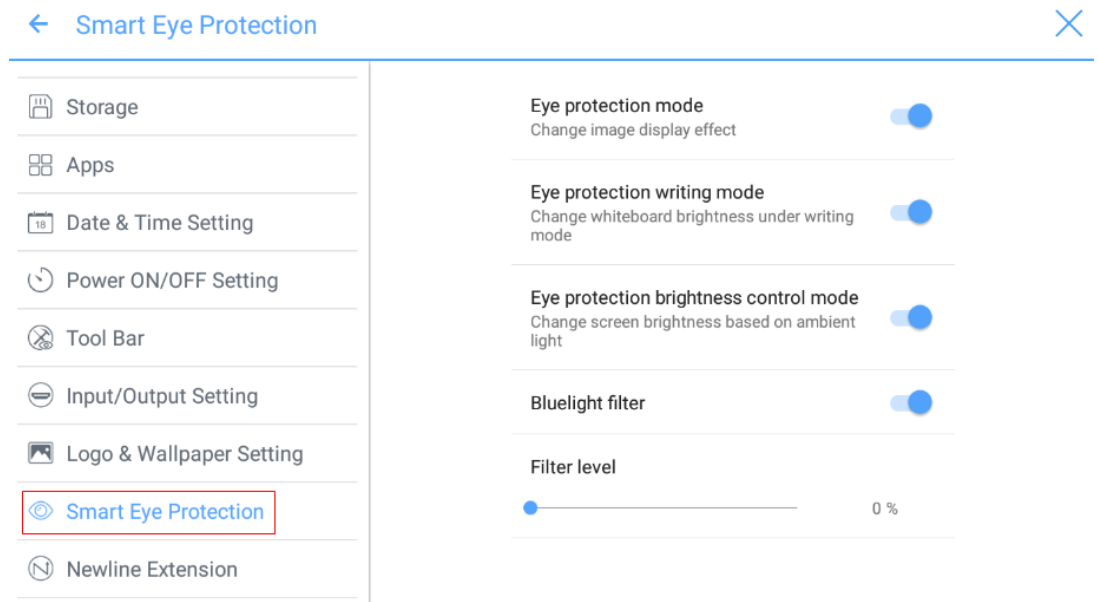 Smart Eye Protection
Storage
Apps
18
Date & Time Setting
Power ON/OFF Setting
Tool Bar
Input/Output Setting
Logo & Wallpaper Setting
Smart Eye Protection
Newline Extension
Eye protection mode
Change image display effect
Eye protection writing mode
Change whiteboard brightness under writing
mode
Eye protection brightness control mode
Change screen brightness based on ambient
light
Bluelight filter
Filter level
0 %